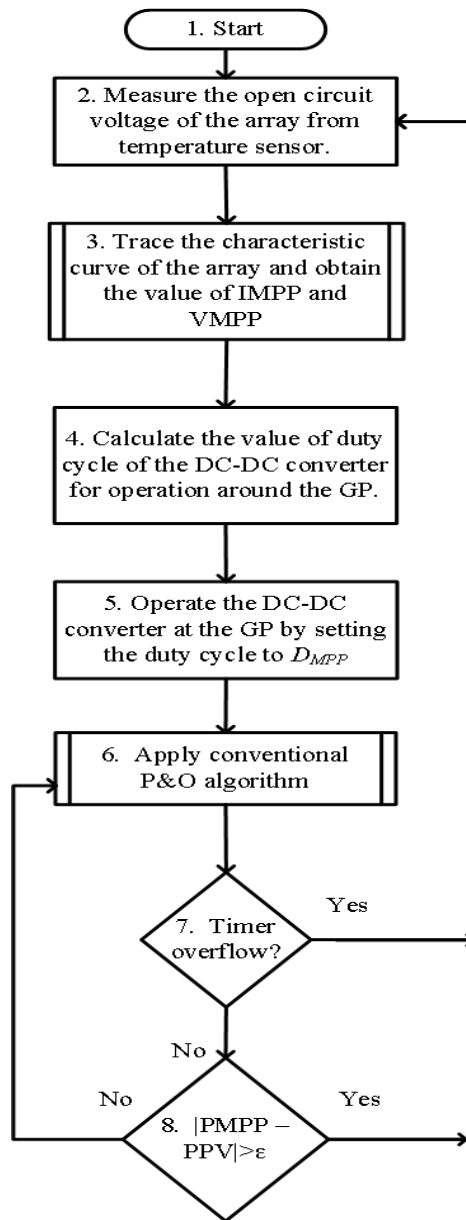 1. Start
2. Measure the open circuit
voltage of the array from
temperature sensor.
3. Trace the characteristic
curve of the array and obtain
the value of IMPP and
VMPP
4. Calculate the value of duty
cycle of the DC-DC converter
for operation around the GP.
5. Operate the DC-DC
converter at the GP by setting
the duty cycle to DMPP
6. Apply conventional
P&O algorithm
Yes
7. Timer
overflow?
No
No
Yes
8. |PMPP –
PPV|>ε